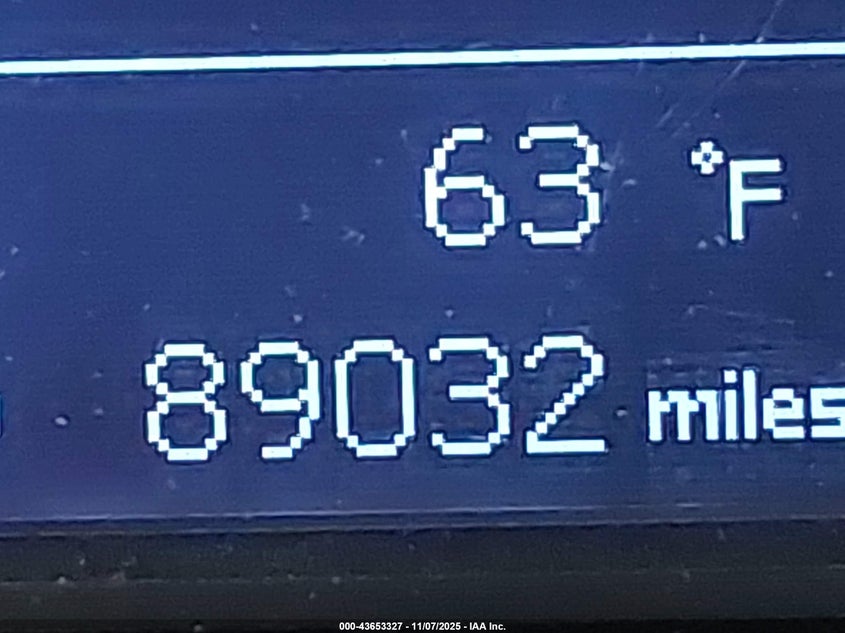 63 °F
89032 miles
000-43653327 - 11/07/2025 - IAA Inc.